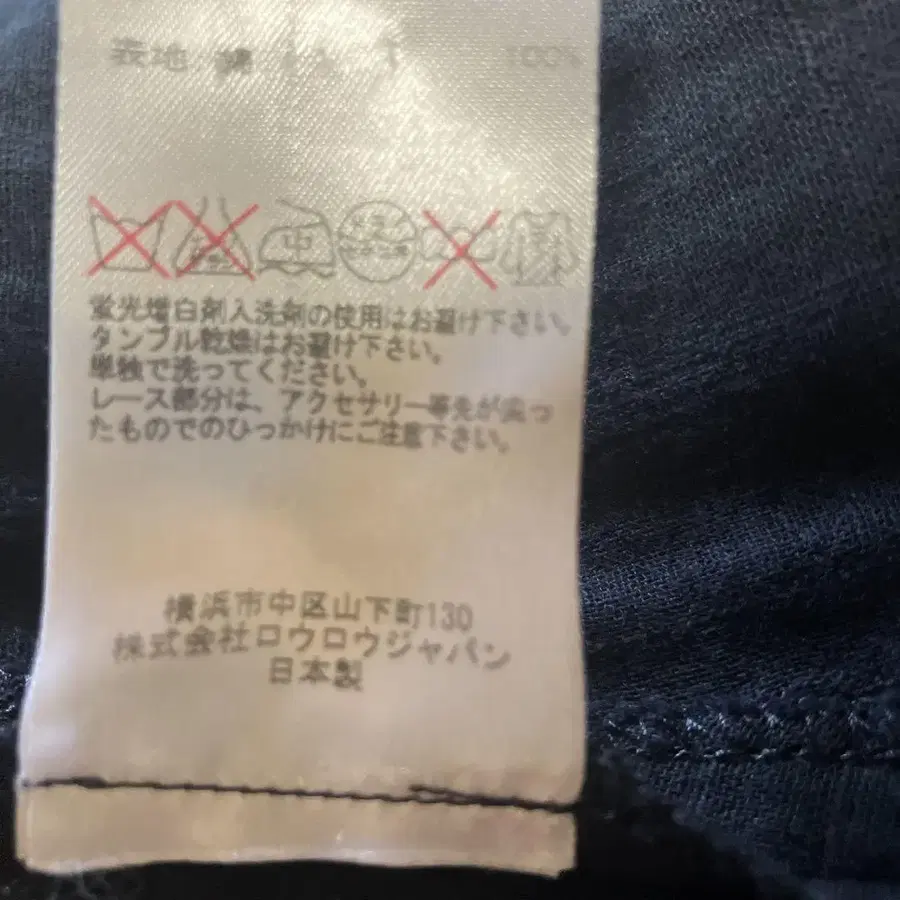 表地 綿 100%
中
ドライ
蛍光増白剤入洗剤の使用はお避け下さい。
タンブル乾燥はお避け下さい。
単独で洗ってください。
レース部分は、アクセサリー等先が尖っ
たものでのひっかけにご注意下さい。
横浜市中区山下町130
株式会社ロウロウジャパン
日本製